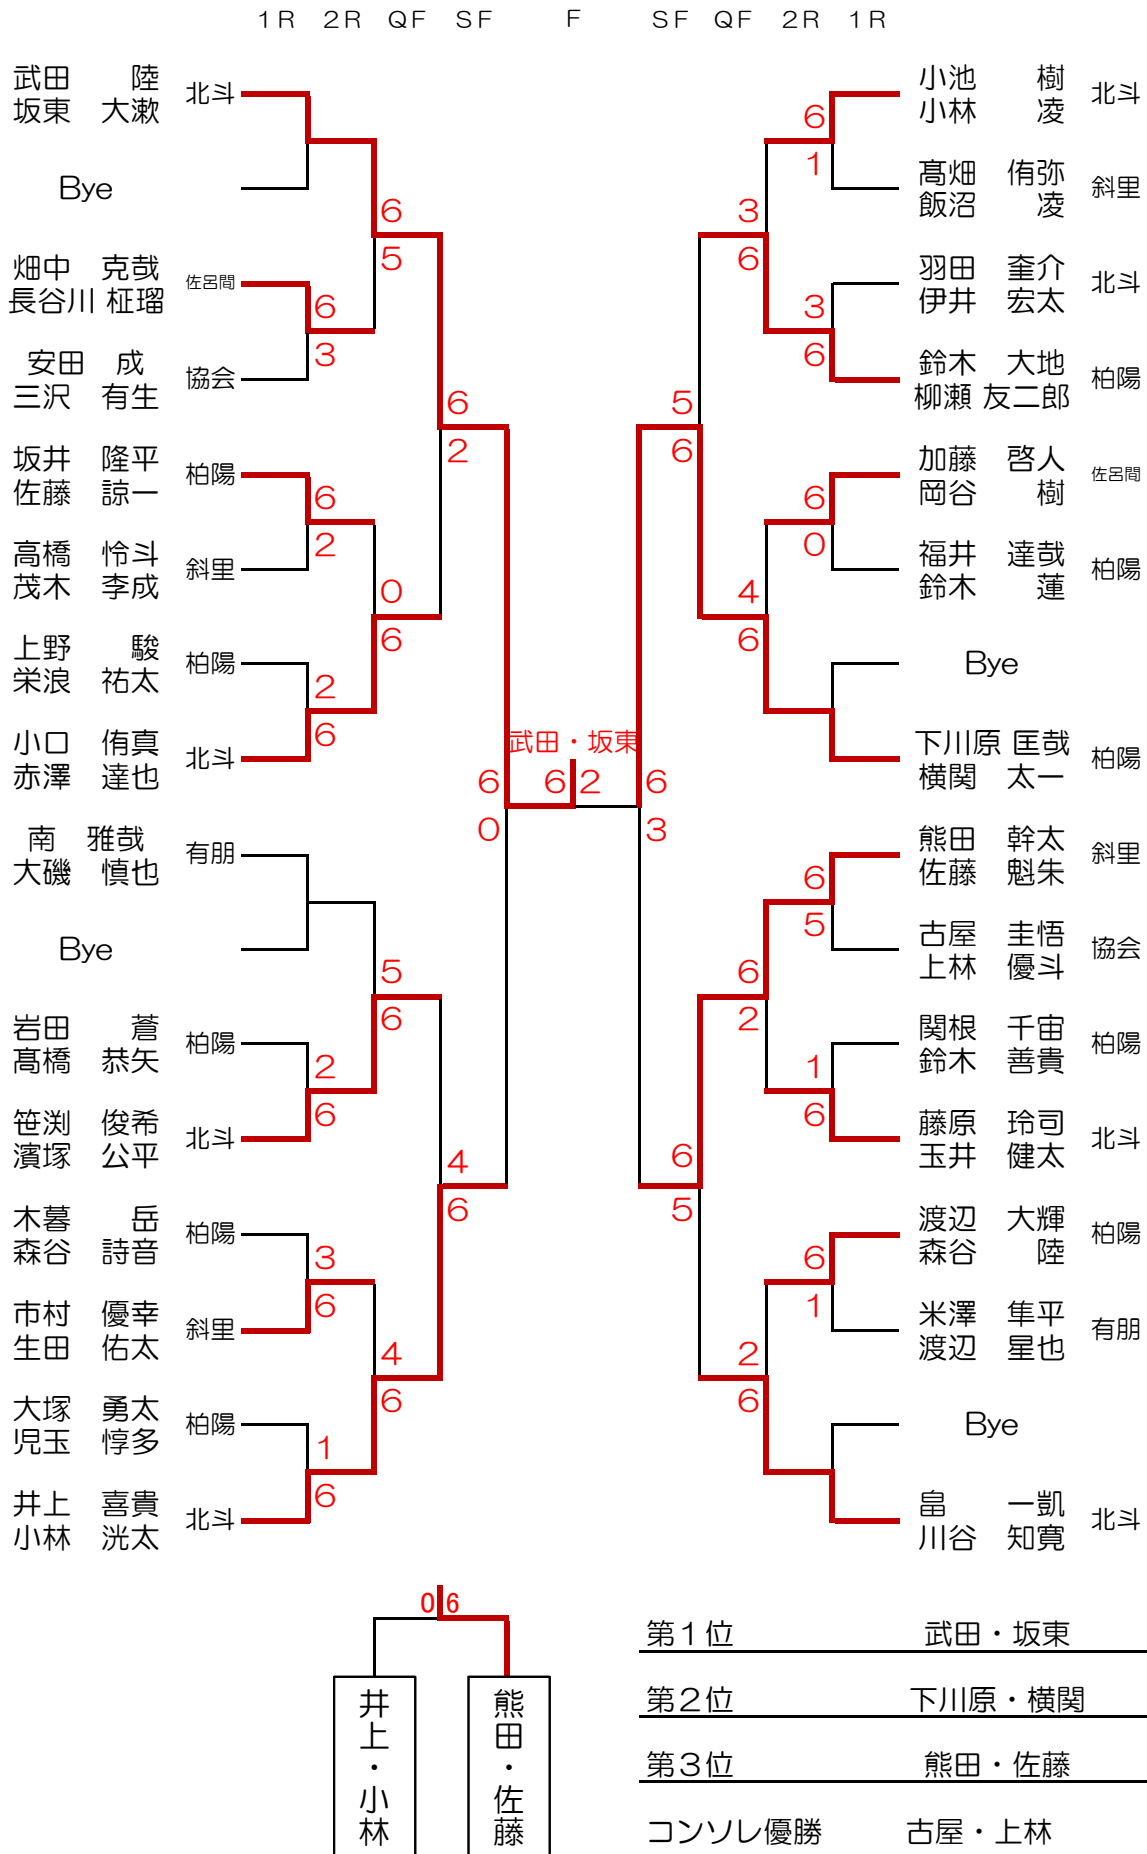 1R 2R QF SF F SF QF 2R 1R
武田 陸
坂東 大漱
北斗
Bye
6
5
畑中 克哉
長谷川 柾瑠
佐呂間
6
3
安田 成
三沢 有生
協会
6
2
坂井 隆平
佐藤 諒一
柏陽
6
2
高橋 怜斗
茂木 李成
斜里
0
6
上野 駿
栄浪 祐太
柏陽
2
6
小口 侑真
赤澤 達也
北斗
6
0
南 雅哉
大磯 慎也
有朋
Bye
5
6
岩田 蒼
髙橋 恭矢
柏陽
2
6
笹渕 俊希
濱塚 公平
北斗
4
6
木暮 岳
森谷 詩音
柏陽
3
6
市村 優幸
生田 佑太
斜里
4
6
大塚 勇太
児玉 惇多
柏陽
1
6
井上 喜貴
小林 洸太
北斗
武田・坂東
6 2
小池 樹
小林 凌
北斗
6
1
髙畑 侑弥
飯沼 凌
斜里
3
6
羽田 奎介
伊井 宏太
北斗
3
6
鈴木 大地
柳瀬 友二郎
柏陽
5
6
加藤 啓人
岡谷 樹
佐呂間
6
0
福井 達哉
鈴木 蓮
柏陽
4
6
Bye
下川原 匡哉
横関 太一
柏陽
6
3
熊田 幹太
佐藤 魁朱
斜里
6
5
古屋 圭悟
上林 優斗
協会
6
2
関根 千宙
鈴木 善貴
柏陽
1
6
藤原 玲司
玉井 健太
北斗
6
5
渡辺 大輝
森谷 陸
柏陽
6
1
米澤 隼平
渡辺 星也
有朋
2
6
Bye
畠 一凱
川谷 知寛
北斗
0 6
井上・小林
熊田・佐藤
第1位 武田・坂東
第2位 下川原・横関
第3位 熊田・佐藤
コンソレ優勝 古屋・上林